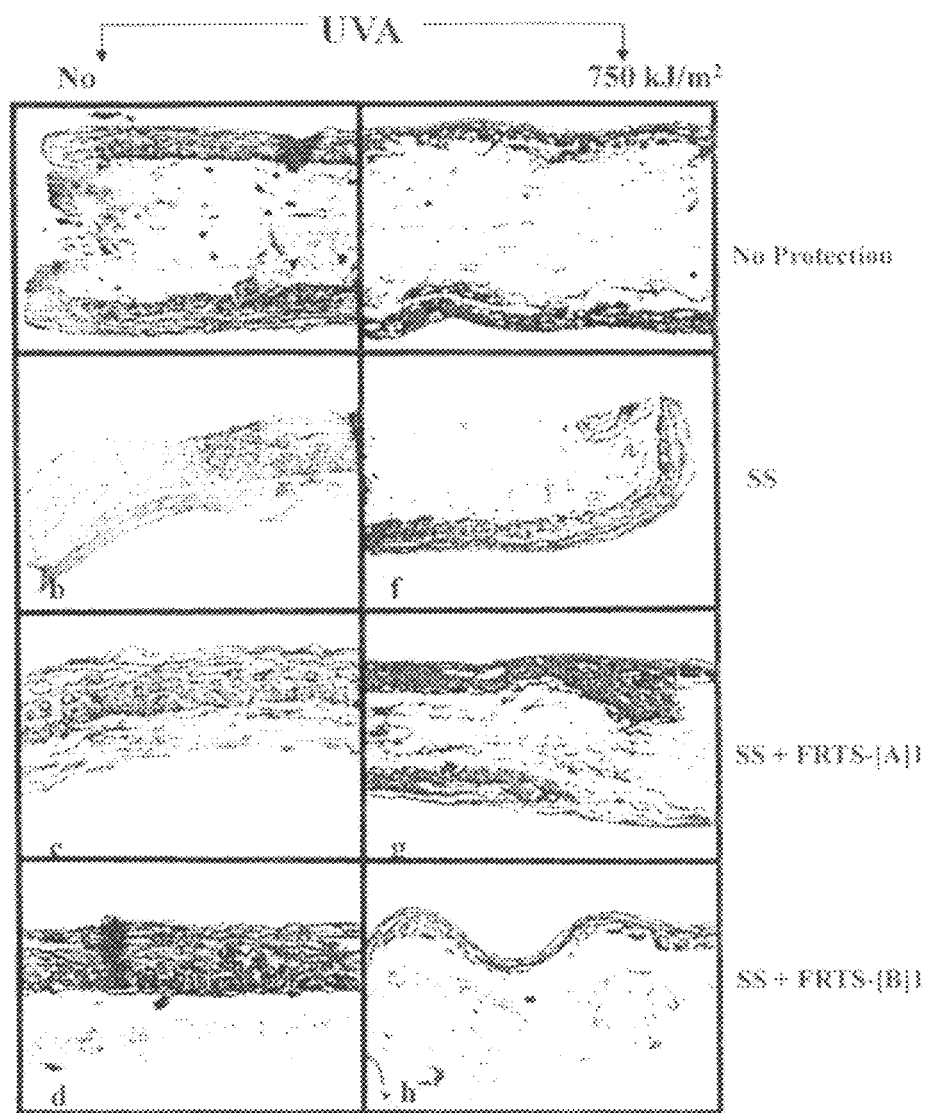 UVA
No 750 kJ/m²
No Protection
b f SS
c g SS + FRTS-[A]1
d h SS + FRTS-[B]1